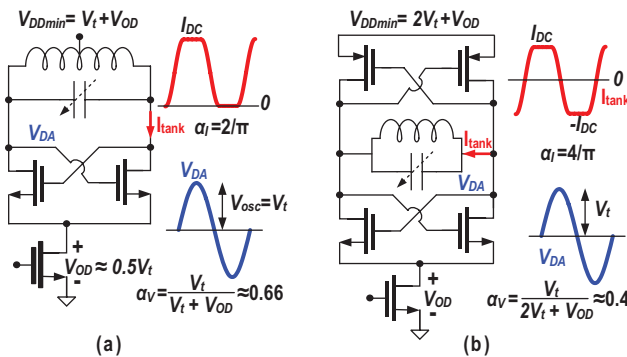 V_DDmin = V_t + V_OD
I_DC
0
I_tank
α_I = 2/π
V_DA
V_DA
V_osc = V_t
+
V_OD ≈ 0.5V_t
-
α_V = V_t / (V_t + V_OD) ≈ 0.66
(a)
V_DDmin = 2V_t + V_OD
I_DC
0
I_tank
-I_DC
I_tank
α_I = 4/π
V_DA
V_t
V_DA
+
V_OD
-
α_V = V_t / (2V_t + V_OD) ≈ 0.4
(b)